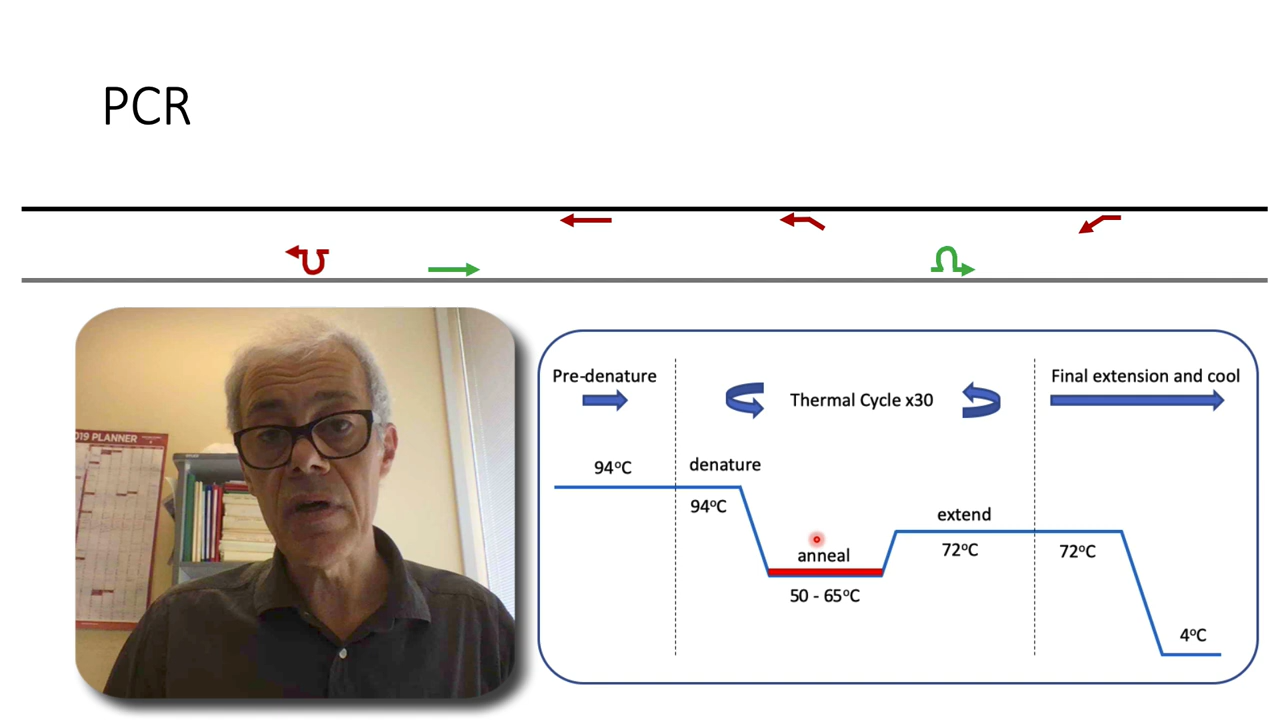 PCR
Pre-denature
Thermal Cycle x30
Final extension and cool
94ºC
denature
94ºC
anneal
50 - 65ºC
extend
72ºC
72ºC
4ºC
019 PLANNER